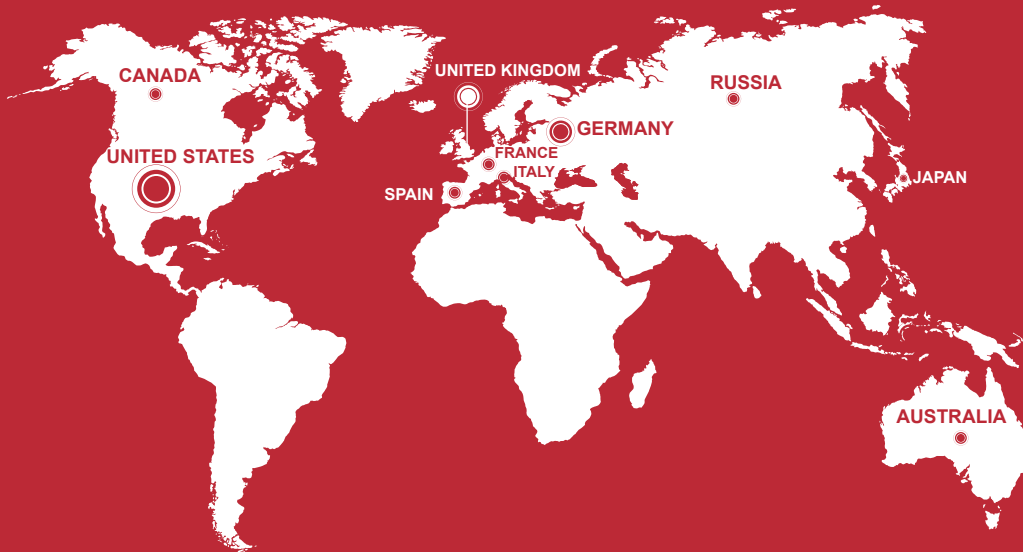 CANADA
UNITED KINGDOM
RUSSIA
GERMANY
UNITED STATES
FRANCE
ITALY
SPAIN
JAPAN
AUSTRALIA